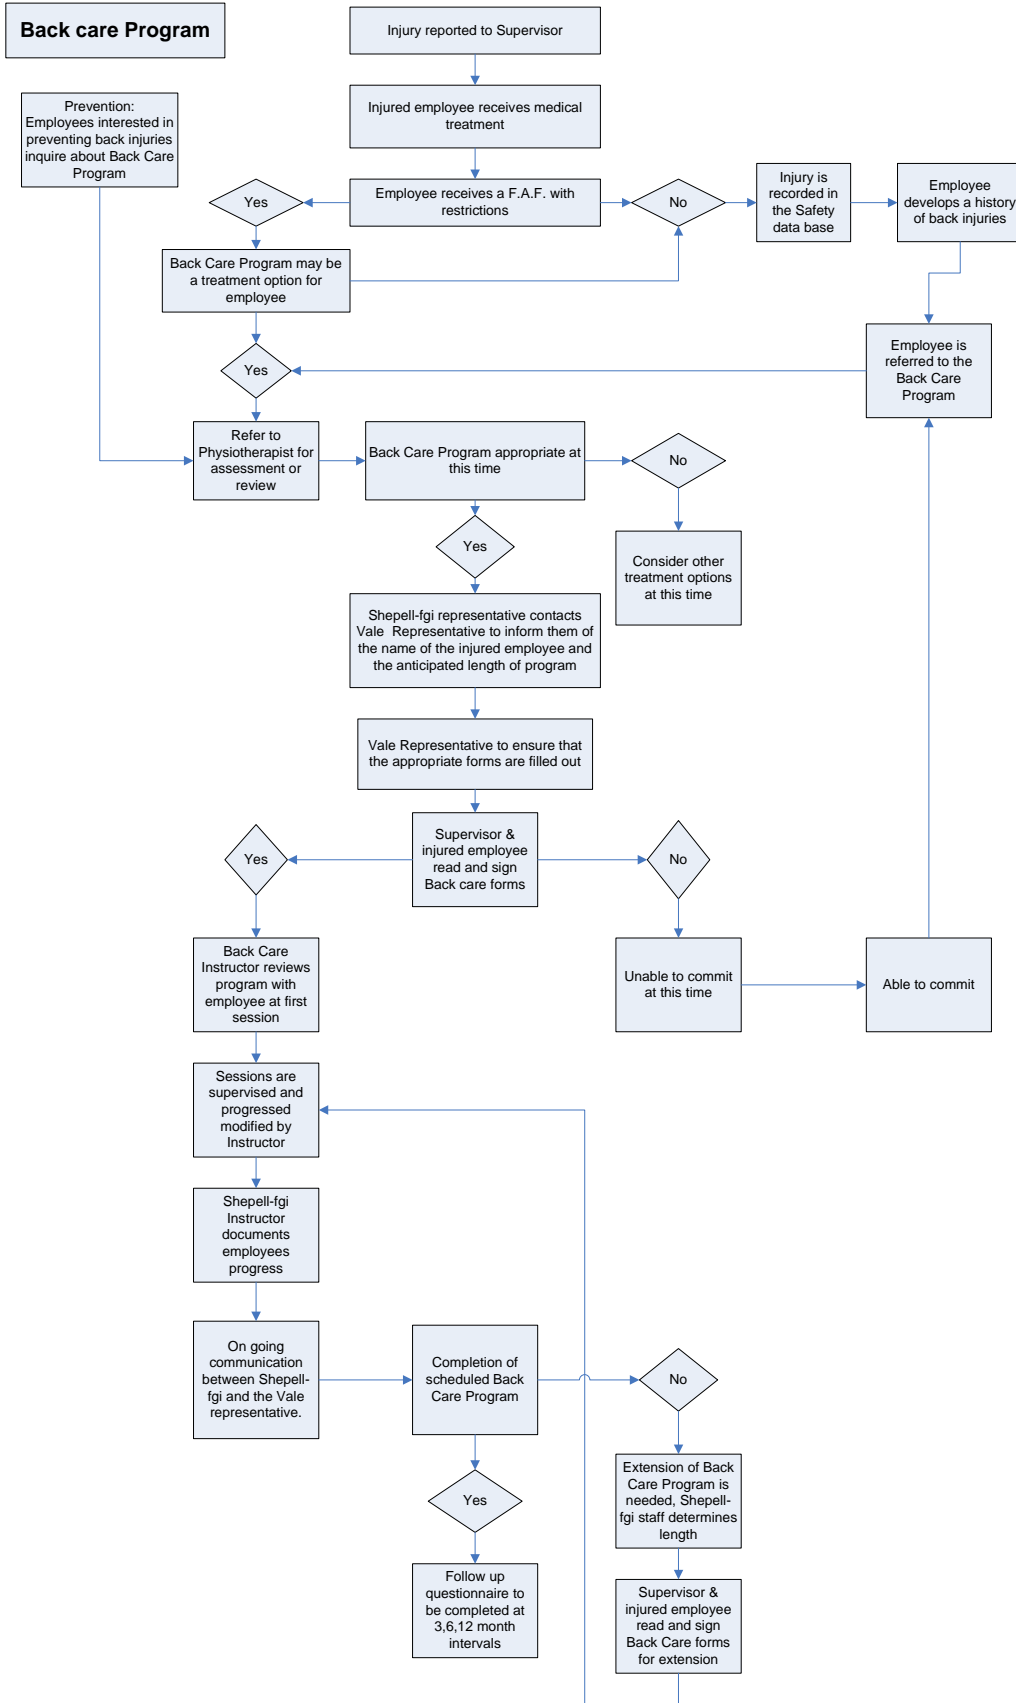 Back care Program
Injury reported to Supervisor
Injured employee receives medical
treatment
Prevention:
Employees interested in
preventing back injuries
inquire about Back Care
Program
Yes
Employee receives a F.A.F. with
restrictions
No
Injury is
recorded in
the Safety
data base
Employee
develops a history
of back injuries
Back Care Program may be
a treatment option for
employee
Yes
Employee is
referred to the
Back Care
Program
Refer to
Physiotherapist for
assessment or
review
Back Care Program appropriate at
this time
No
Yes
Consider other
treatment options
at this time
Shepell-fgi representative contacts
Vale  Representative to inform them of
the name of the injured employee and
the anticipated length of program
Vale Representative to ensure that
the appropriate forms are filled out
Yes
Supervisor &
injured employee
read and sign
Back care forms
No
Back Care
Instructor reviews
program with
employee at first
session
Unable to commit
at this time
Able to commit
Sessions are
supervised and
progressed
modified by
Instructor
Shepell-fgi
Instructor
documents
employees
progress
On going
communication
between Shepell-
fgi and the Vale
representative.
Completion of
scheduled Back
Care Program
No
Yes
Extension of Back
Care Program is
needed, Shepell-
fgi staff determines
length
Follow up
questionnaire to
be completed at
3,6,12 month
intervals
Supervisor &
injured employee
read and sign
Back Care forms
for extension